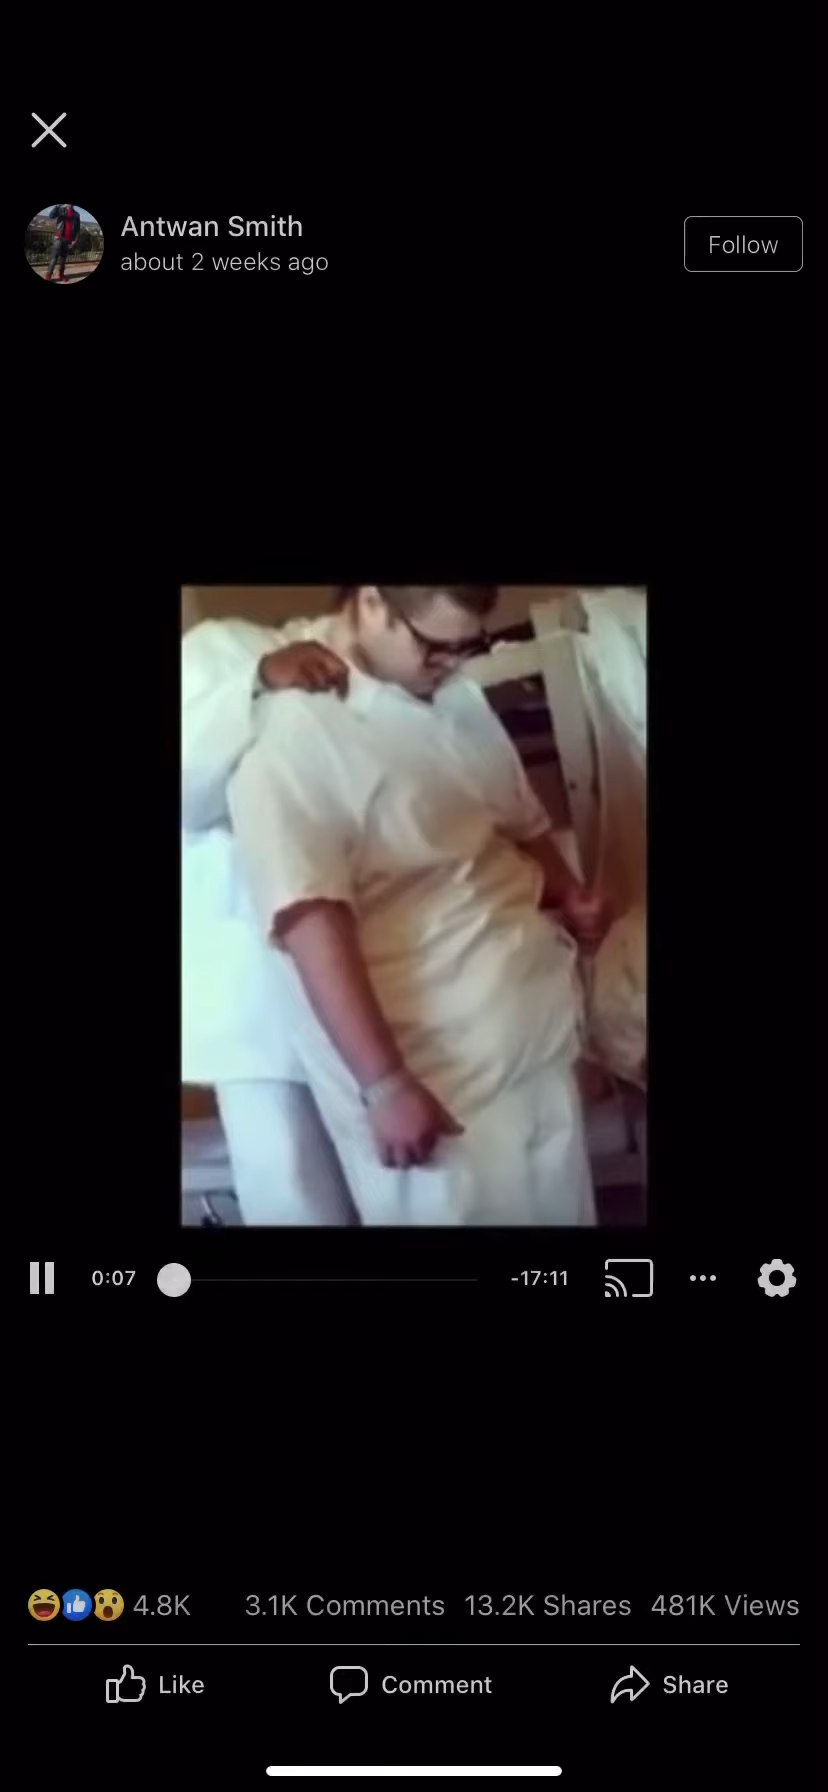 Antwan Smith
about 2 weeks ago
Follow
0:07
-17:11
4.8K 3.1K Comments 13.2K Shares 481K Views
Like Comment Share